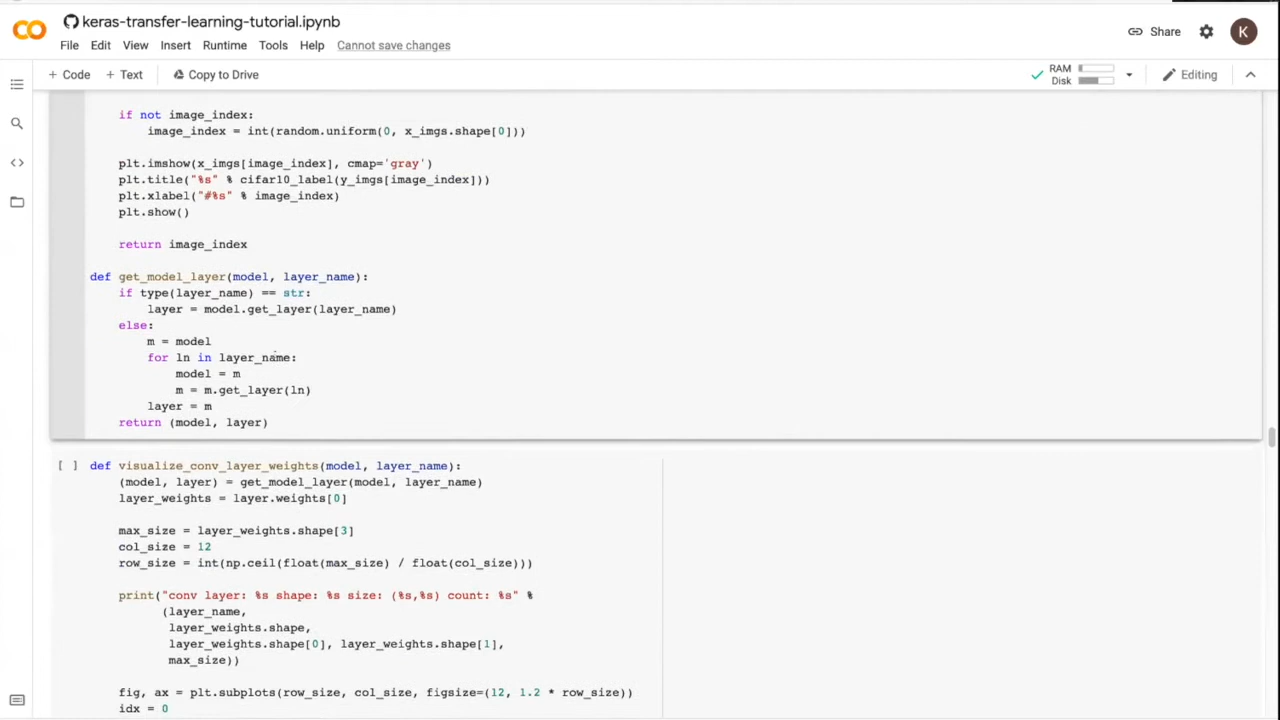 keras-transfer-learning-tutorial.ipynb
File Edit View Insert Runtime Tools Help Cannot save changes
Share
K
+ Code + Text Copy to Drive
RAM
Disk
Editing
if not image_index:
image_index = int(random.uniform(0, x_imgs.shape[0]))
plt.imshow(x_imgs[image_index], cmap='gray')
plt.title("%s" % cifar10_label(y_imgs[image_index]))
plt.xlabel("#%s" % image_index)
plt.show()
return image_index
def get_model_layer(model, layer_name):
if type(layer_name) == str:
layer = model.get_layer(layer_name)
else:
m = model
for ln in layer_name:
model = m
m = m.get_layer(ln)
layer = m
return (model, layer)
[ ] def visualize_conv_layer_weights(model, layer_name):
(model, layer) = get_model_layer(model, layer_name)
layer_weights = layer.weights[0]
max_size = layer_weights.shape[3]
col_size = 12
row_size = int(np.ceil(float(max_size) / float(col_size)))
print("conv layer: %s shape: %s size: (%s,%s) count: %s" %
(layer_name,
layer_weights.shape,
layer_weights.shape[0], layer_weights.shape[1],
max_size))
fig, ax = plt.subplots(row_size, col_size, figsize=(12, 1.2 * row_size))
idx = 0